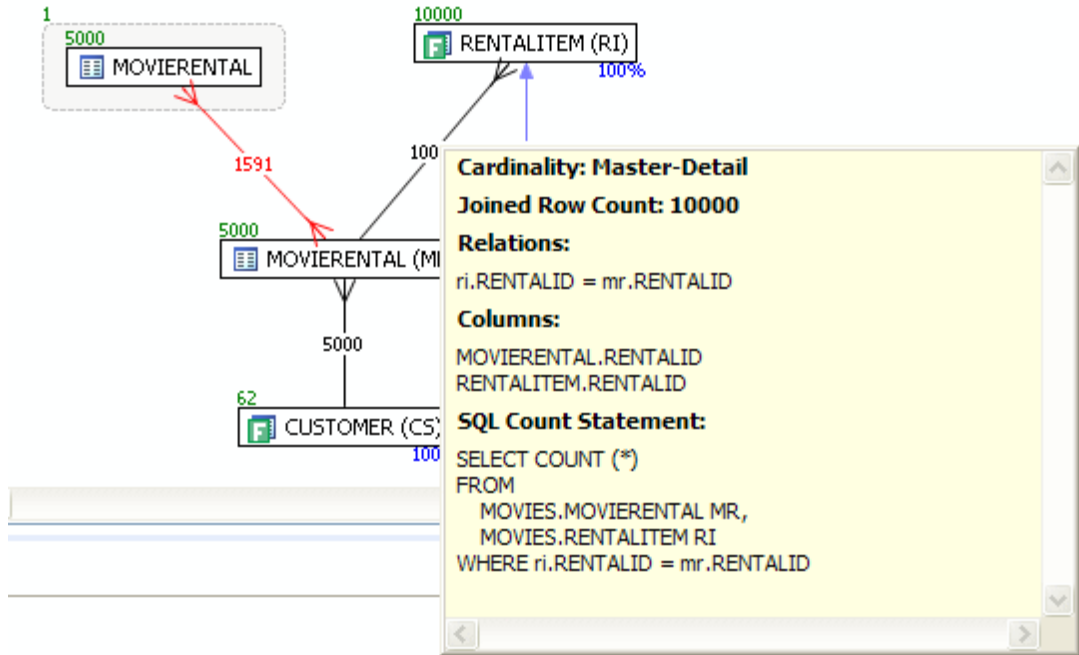 1
5000
MOVIERENTAL
10000
RENTALITEM (RI)
100%
1591
100
5000
MOVIERENTAL (M
5000
62
CUSTOMER (CS)
100
Cardinality: Master-Detail
Joined Row Count: 10000
Relations:
ri.RENTALID = mr.RENTALID
Columns:
MOVIERENTAL.RENTALID
RENTALITEM.RENTALID
SQL Count Statement:
SELECT COUNT (*)
FROM
MOVIES.MOVIERENTAL MR,
MOVIES.RENTALITEM RI
WHERE ri.RENTALID = mr.RENTALID